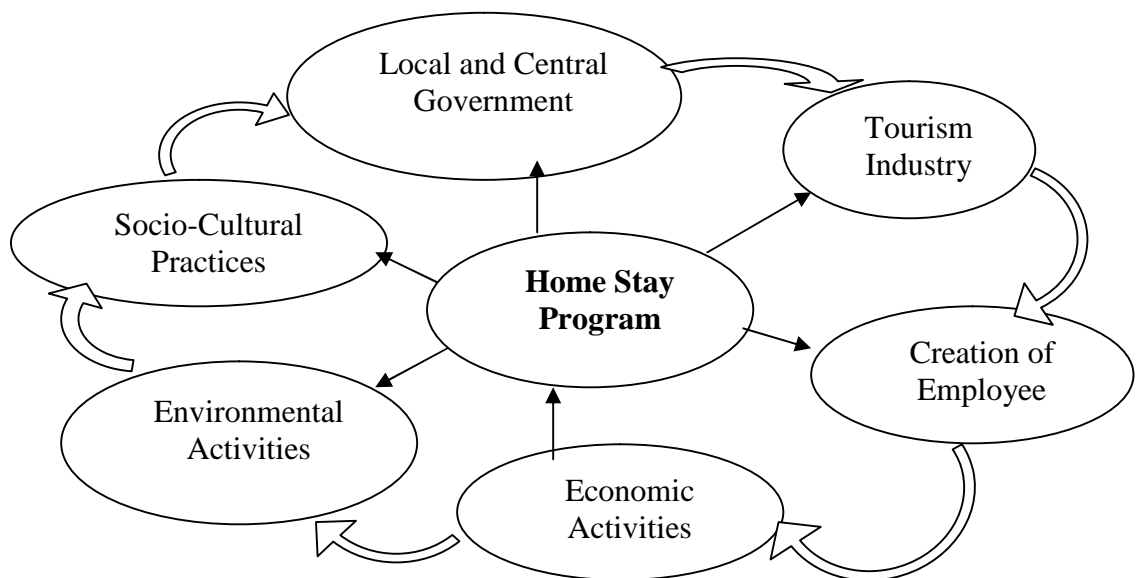 Local and Central
Government
Tourism
Industry
Socio-Cultural
Practices
Home Stay
Program
Creation of
Employee
Environmental
Activities
Economic
Activities